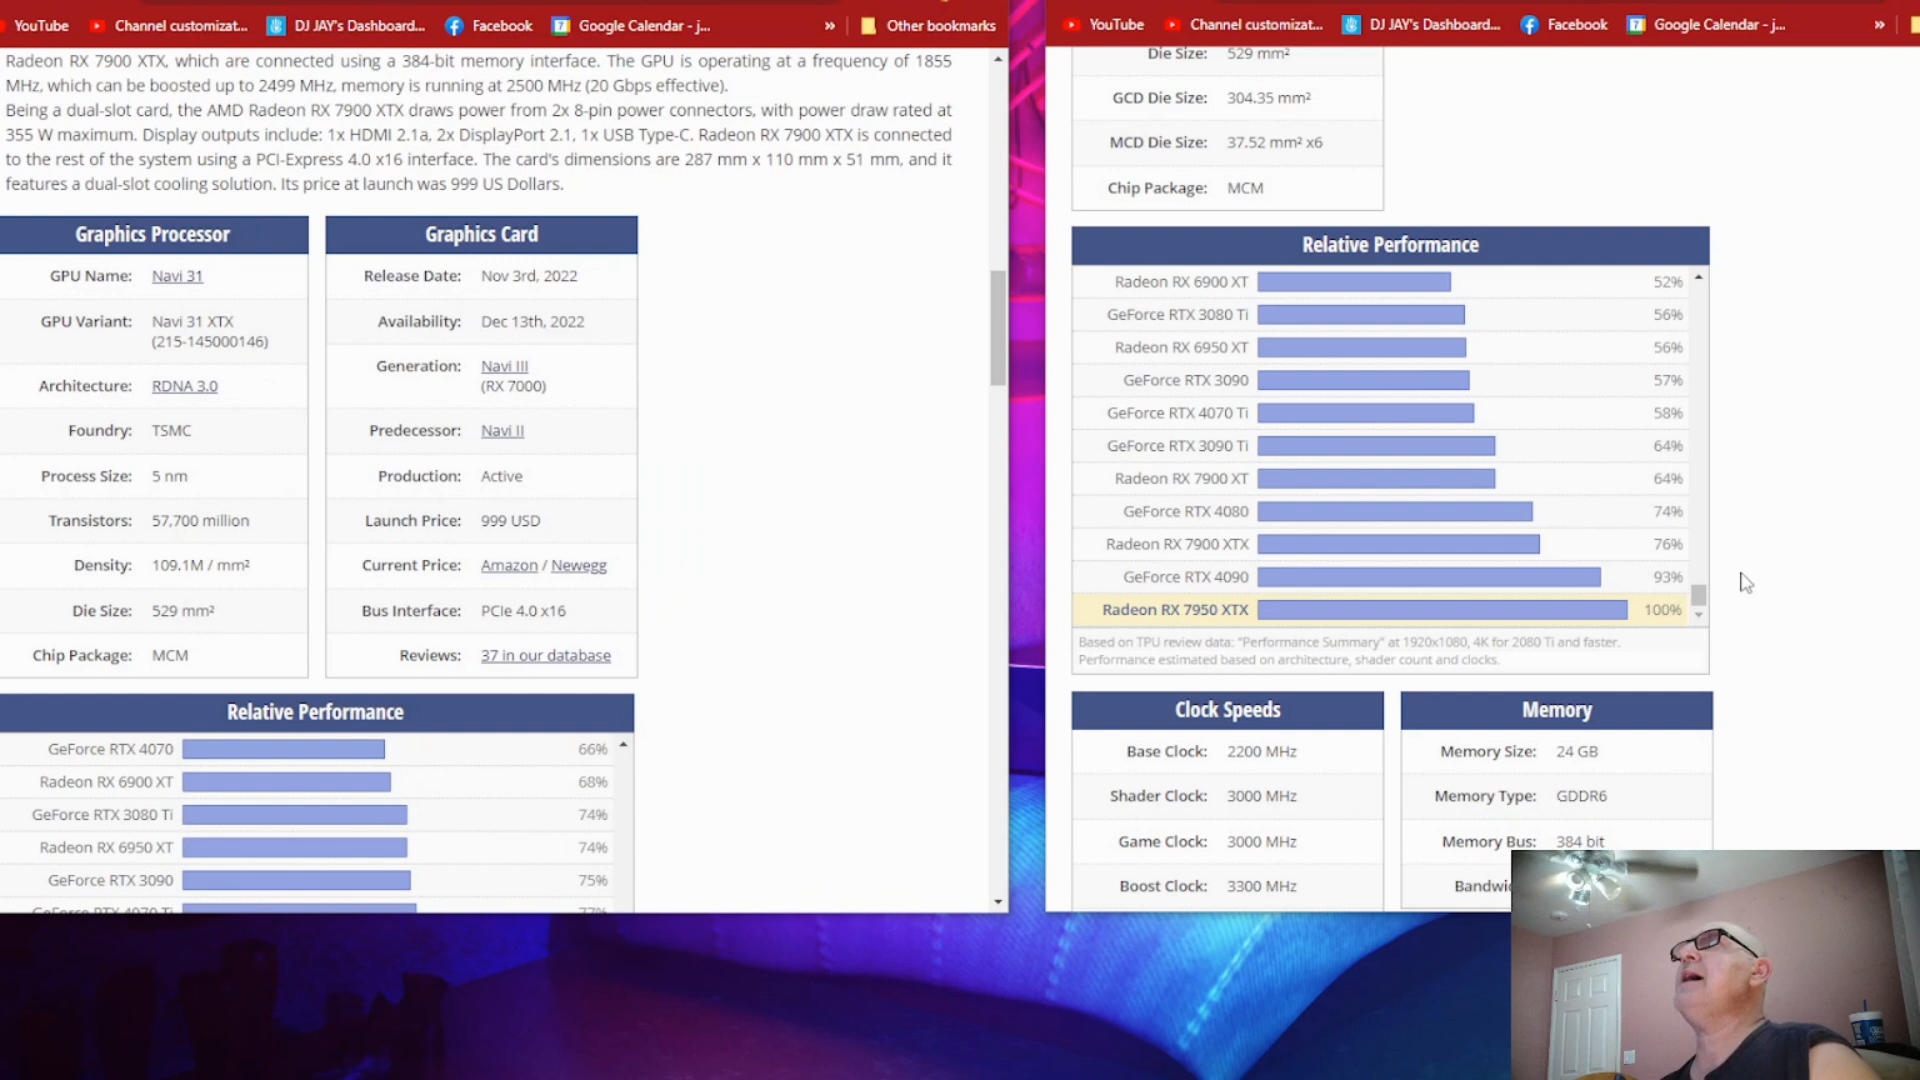 YouTube Channel customizat... DJ JAY's Dashboard... Facebook Google Calendar - j... » Other bookmarks
Radeon RX 7900 XTX, which are connected using a 384-bit memory interface. The GPU is operating at a frequency of 1855
MHz, which can be boosted up to 2499 MHz, memory is running at 2500 MHz (20 Gbps effective).
Being a dual-slot card, the AMD Radeon RX 7900 XTX draws power from 2x 8-pin power connectors, with power draw rated at
355 W maximum. Display outputs include: 1x HDMI 2.1a, 2x DisplayPort 2.1, 1x USB Type-C. Radeon RX 7900 XTX is connected
to the rest of the system using a PCI-Express 4.0 x16 interface. The card's dimensions are 287 mm x 110 mm x 51 mm, and it
features a dual-slot cooling solution. Its price at launch was 999 US Dollars.
Graphics Processor
GPU Name: Navi 31
GPU Variant: Navi 31 XTX
(215-145000146)
Architecture: RDNA 3.0
Foundry: TSMC
Process Size: 5 nm
Transistors: 57,700 million
Density: 109.1M / mm²
Die Size: 529 mm²
Chip Package: MCM
Graphics Card
Release Date: Nov 3rd, 2022
Availability: Dec 13th, 2022
Generation: Navi III
(RX 7000)
Predecessor: Navi II
Production: Active
Launch Price: 999 USD
Current Price: Amazon / Newegg
Bus Interface: PCIe 4.0 x16
Reviews: 37 in our database
Relative Performance
GeForce RTX 4070 66%
Radeon RX 6900 XT 68%
GeForce RTX 3080 Ti 74%
Radeon RX 6950 XT 74%
GeForce RTX 3090 75%
GeForce RTX 4070 Ti 77%
YouTube Channel customizat... DJ JAY's Dashboard... Facebook Google Calendar - j... »
Die Size: 529 mm²
GCD Die Size: 304.35 mm²
MCD Die Size: 37.52 mm² x6
Chip Package: MCM
Relative Performance
Radeon RX 6900 XT 52%
GeForce RTX 3080 Ti 56%
Radeon RX 6950 XT 56%
GeForce RTX 3090 57%
GeForce RTX 4070 Ti 58%
GeForce RTX 3090 Ti 64%
Radeon RX 7900 XT 64%
GeForce RTX 4080 74%
Radeon RX 7900 XTX 76%
GeForce RTX 4090 93%
Radeon RX 7950 XTX 100%
Based on TPU review data: "Performance Summary" at 1920x1080, 4K for 2080 Ti and faster.
Performance estimated based on architecture, shader count and clocks.
Clock Speeds
Base Clock: 2200 MHz
Shader Clock: 3000 MHz
Game Clock: 3000 MHz
Boost Clock: 3300 MHz
Memory
Memory Size: 24 GB
Memory Type: GDDR6
Memory Bus: 384 bit